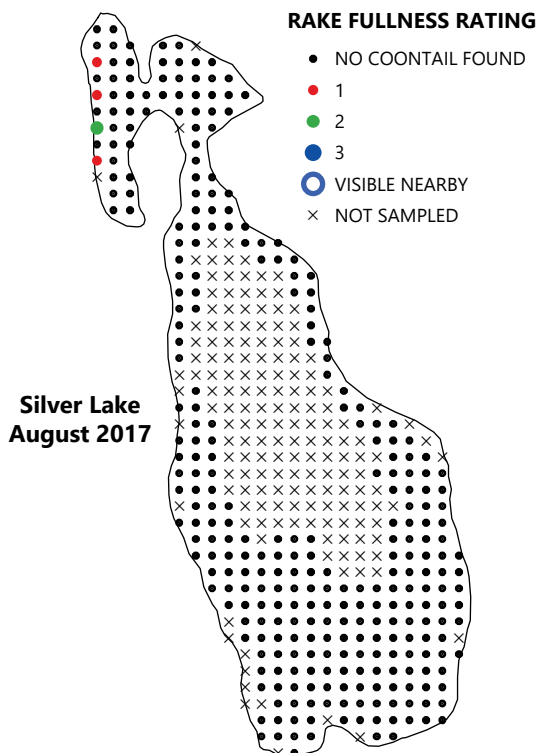 RAKE FULLNESS RATING
NO COONTAIL FOUND
1
2
3
VISIBLE NEARBY
NOT SAMPLED
Silver Lake
August 2017